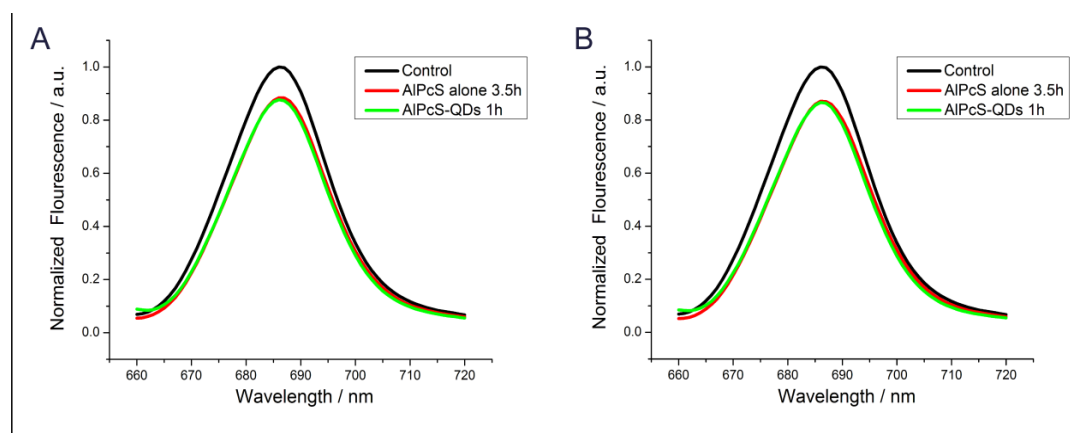 A
Normalized Flourescence / a.u.
1.0
0.8
0.6
0.4
0.2
0.0
Control
AlPcS alone 3.5h
AlPcS-QDs 1h
660 670 680 690 700 710 720
Wavelength / nm
B
Normalized Flourescence / a.u.
1.0
0.8
0.6
0.4
0.2
0.0
Control
AlPcS alone 3.5h
AlPcS-QDs 1h
660 670 680 690 700 710 720
Wavelength / nm